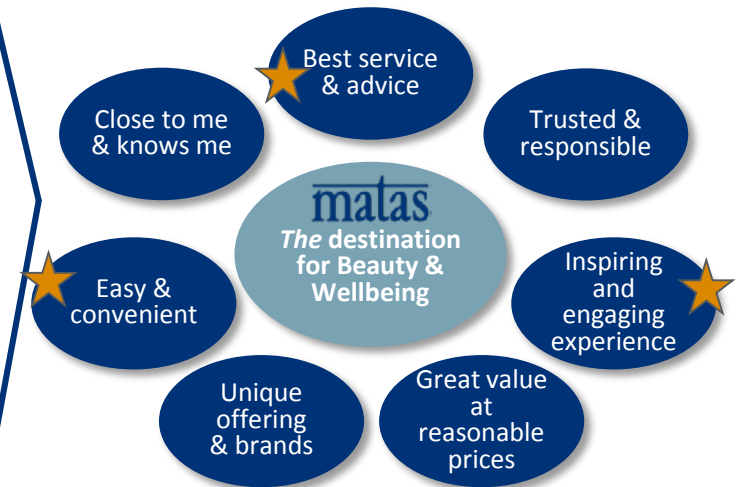 Best service
& advice
Close to me
& knows me
Trusted &
responsible
matas
The destination
for Beauty &
Wellbeing
Easy &
convenient
Inspiring
and
engaging
experience
Unique
offering
& brands
Great value
at
reasonable
prices